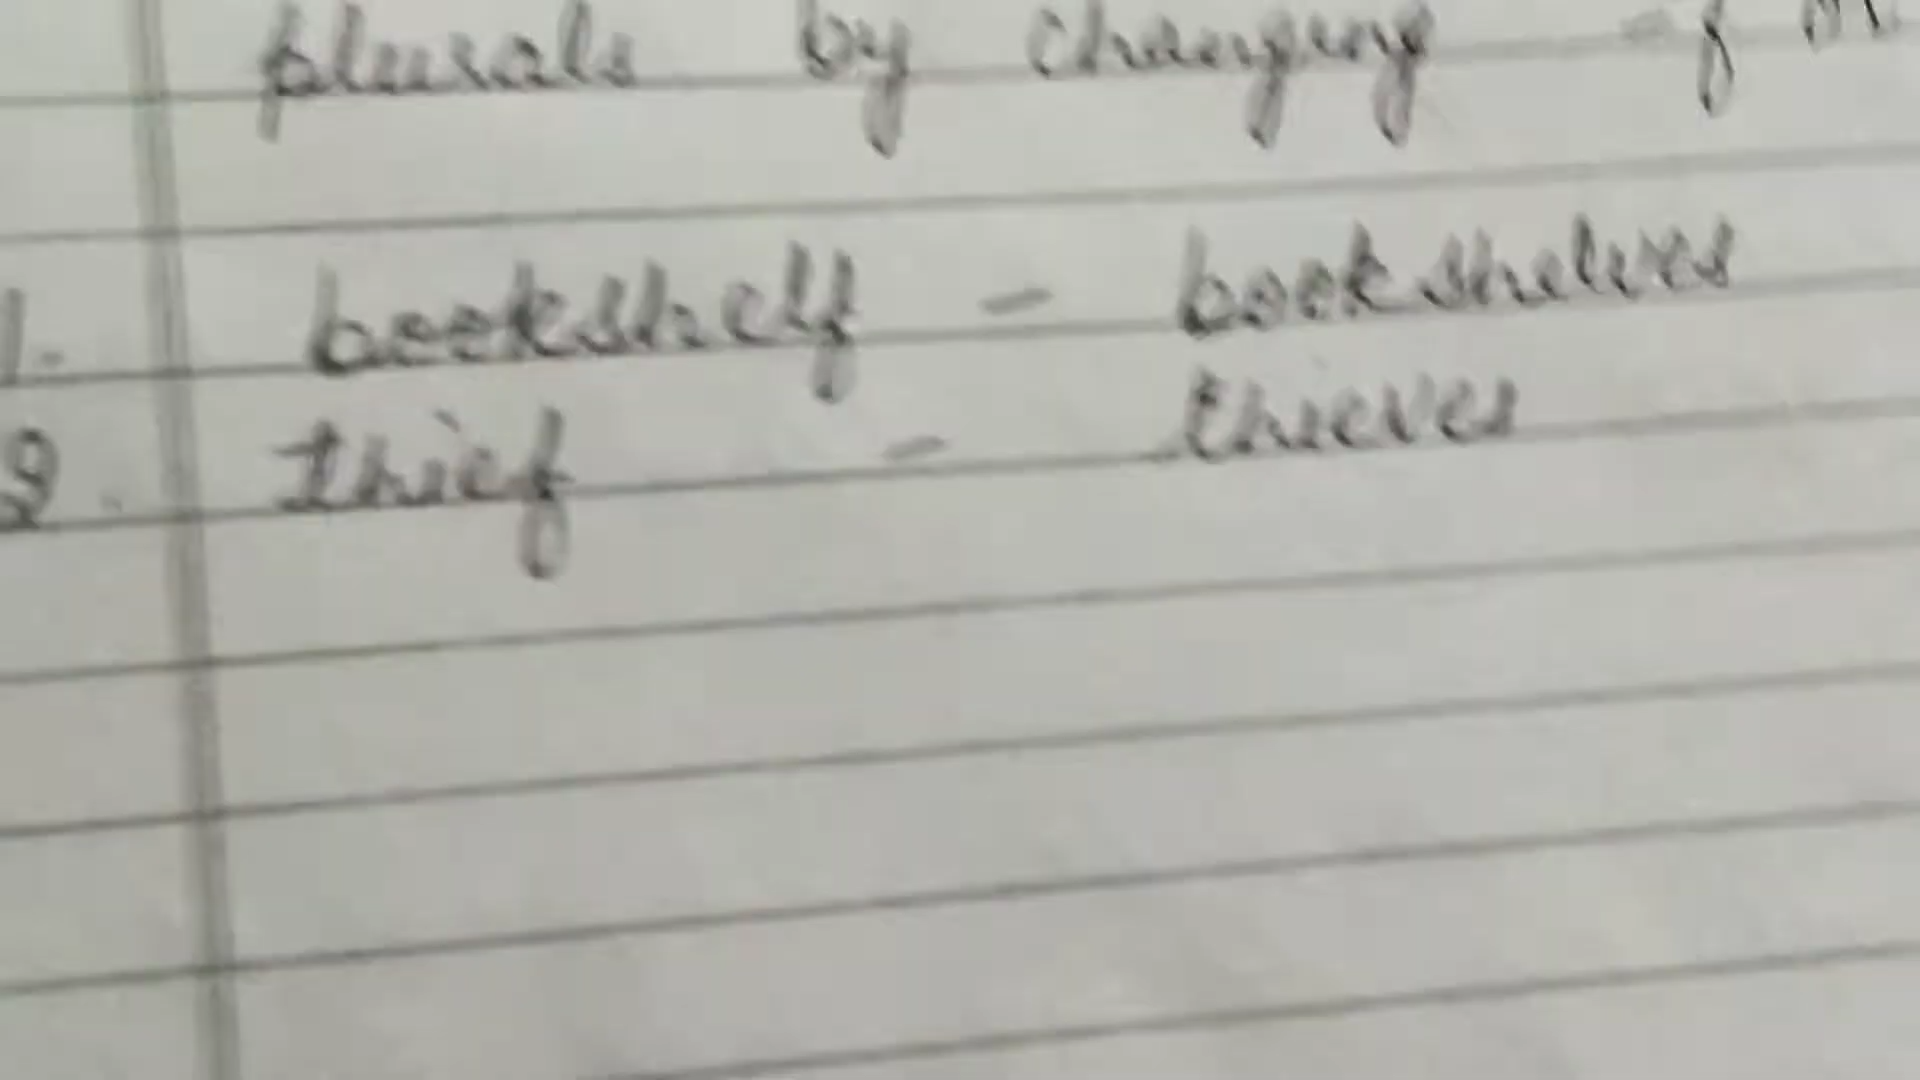 plurals by changing -f
1. bookshelf - bookshelves
2. thief - thieves